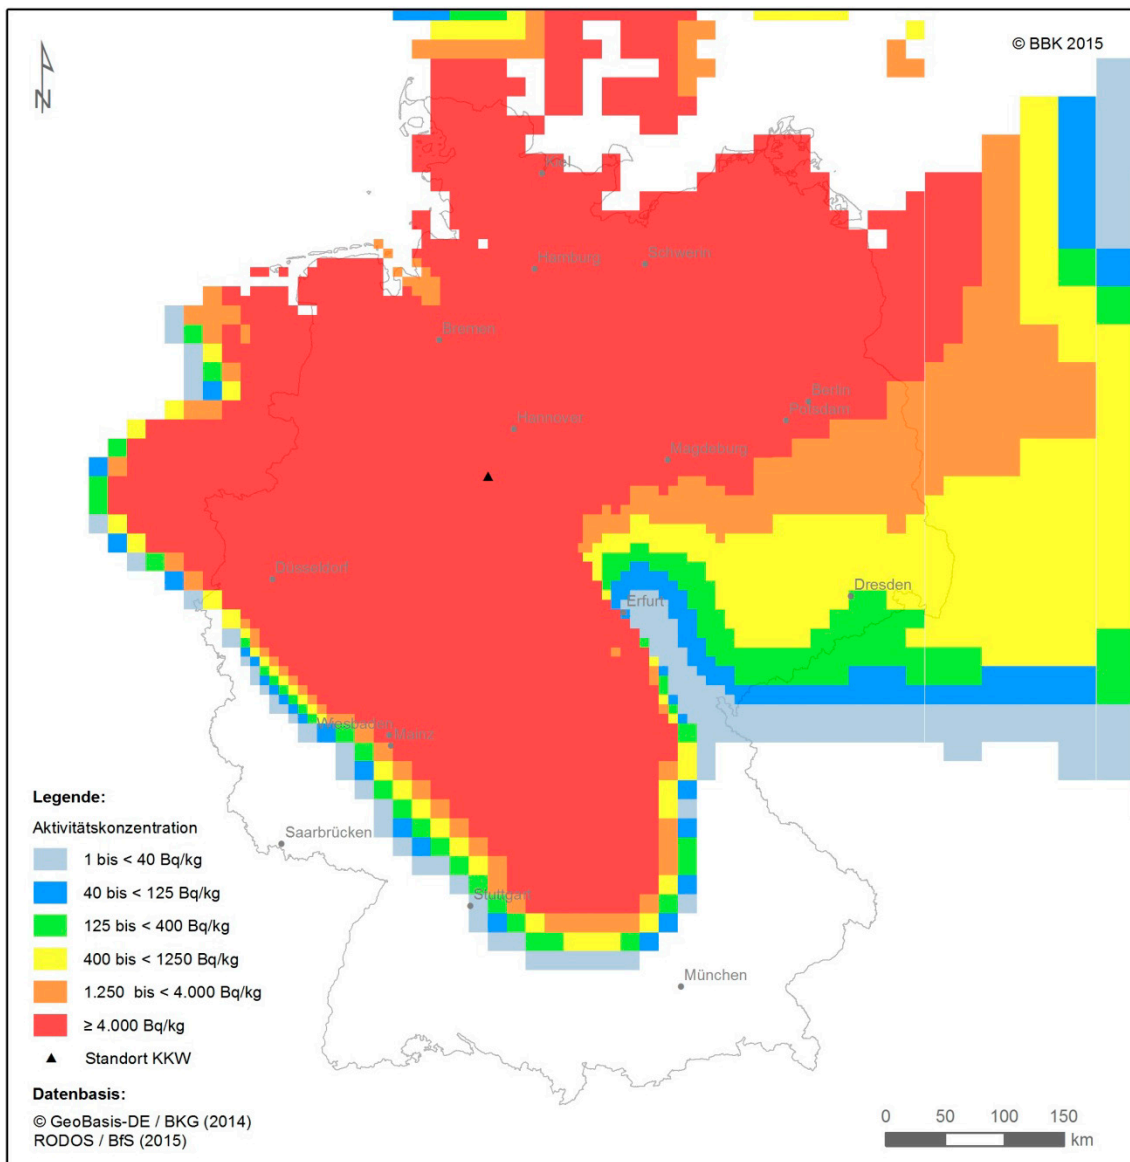 © BBK 2015
N
Kiel
Hamburg
Schwerin
Bremen
Berlin
Potsdam
Hannover
Magdeburg
Düsseldorf
Dresden
Erfurt
Wiesbaden
Mainz
Legende:
Aktivitätskonzentration
Saarbrücken
1 bis < 40 Bq/kg
40 bis < 125 Bq/kg
Stuttgart
125 bis < 400 Bq/kg
400 bis < 1250 Bq/kg
München
1.250 bis < 4.000 Bq/kg
≥ 4.000 Bq/kg
Standort KKW
Datenbasis:
© GeoBasis-DE / BKG (2014)
RODOS / BfS (2015)
0 50 100 150
km